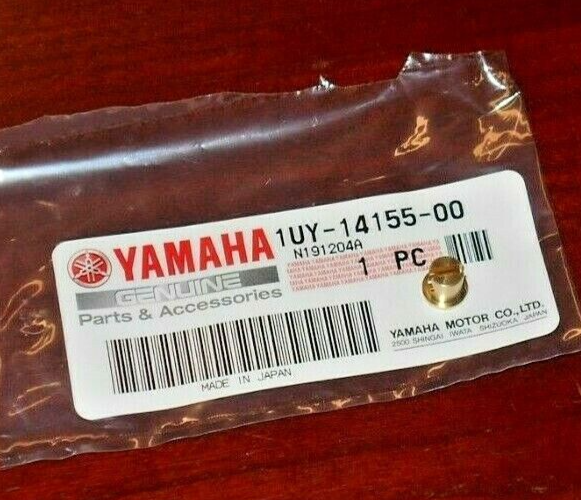 1UY-14155-00
N191204A
YAMAHA
GENUINE
Parts & Accessories
1 PC
MADE IN JAPAN
YAMAHA MOTOR CO.,LTD.
2500 SHINGAI IWATA SHIZUOKA JAPAN